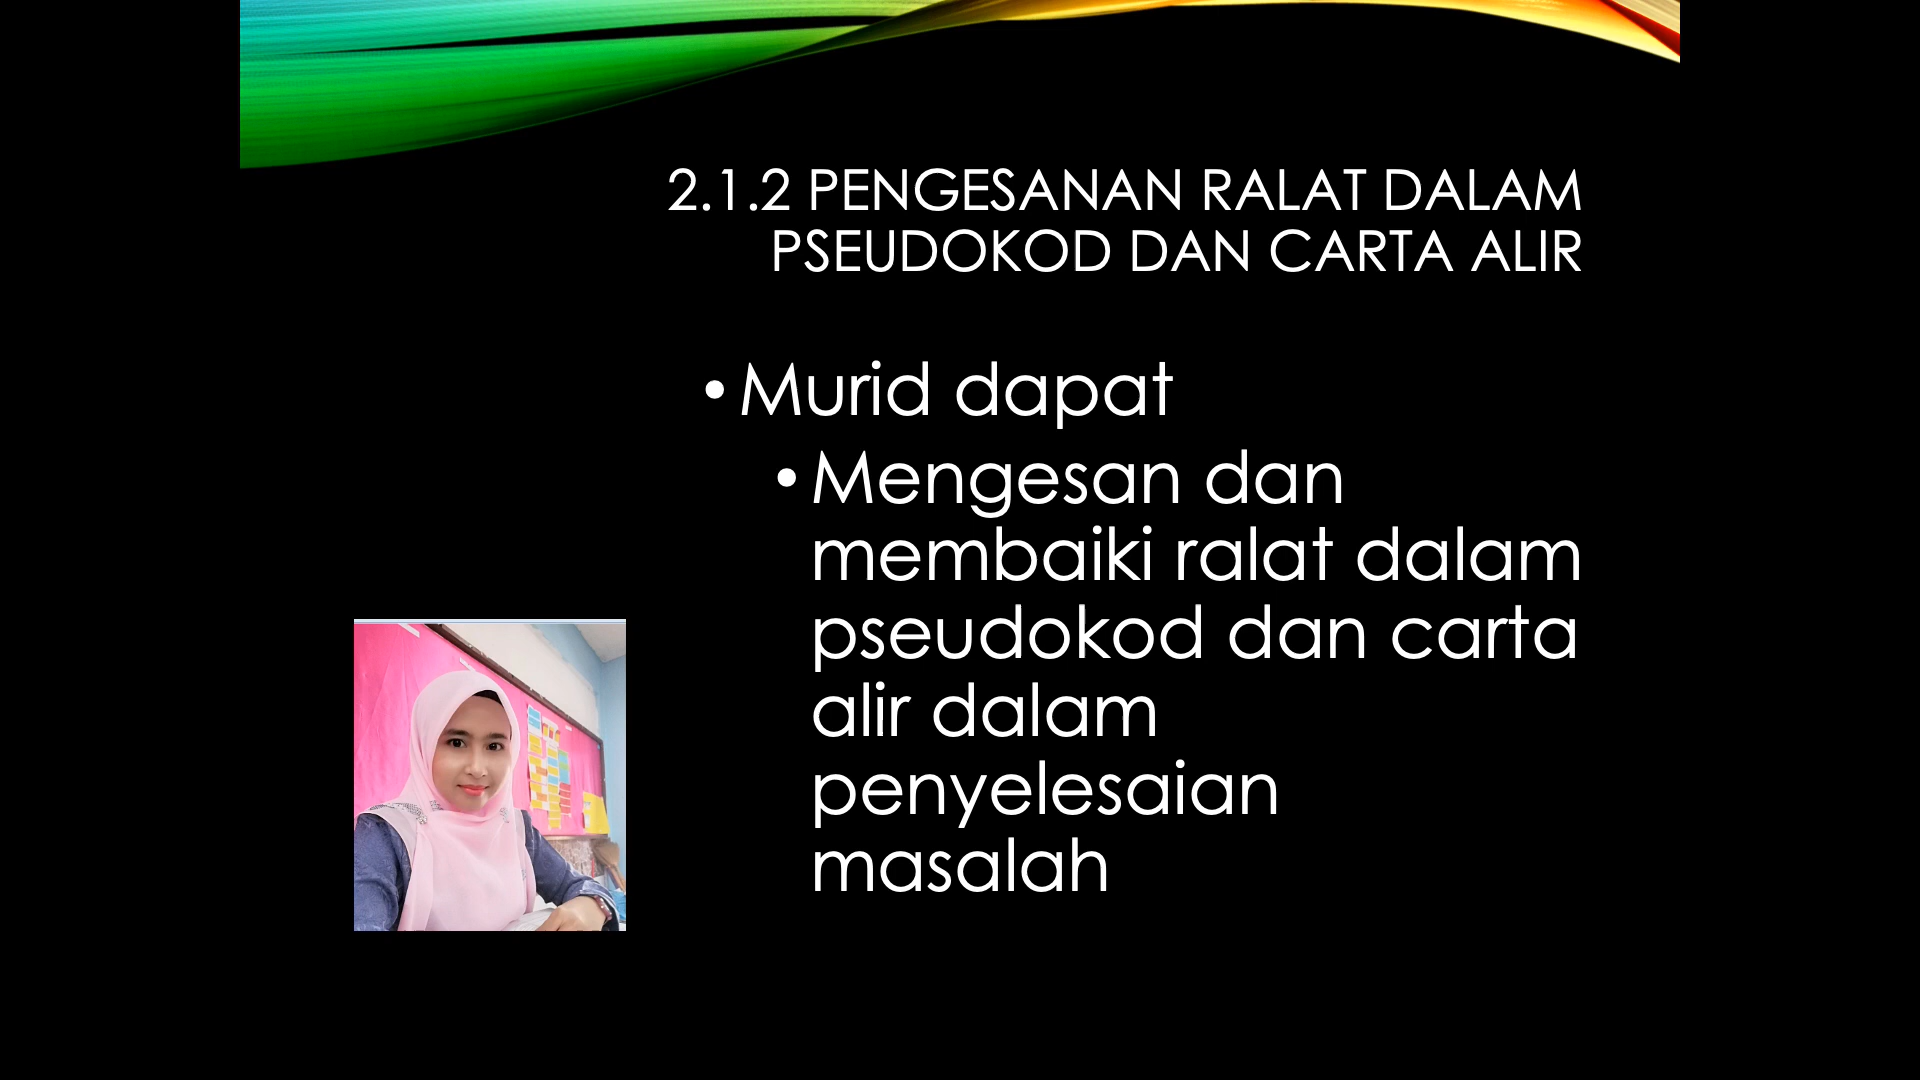 2.1.2 PENGESANAN RALAT DALAM
PSEUDOKOD DAN CARTA ALIR
• Murid dapat
• Mengesan dan
membaiki ralat dalam
pseudokod dan carta
alir dalam
penyelesaian
masalah